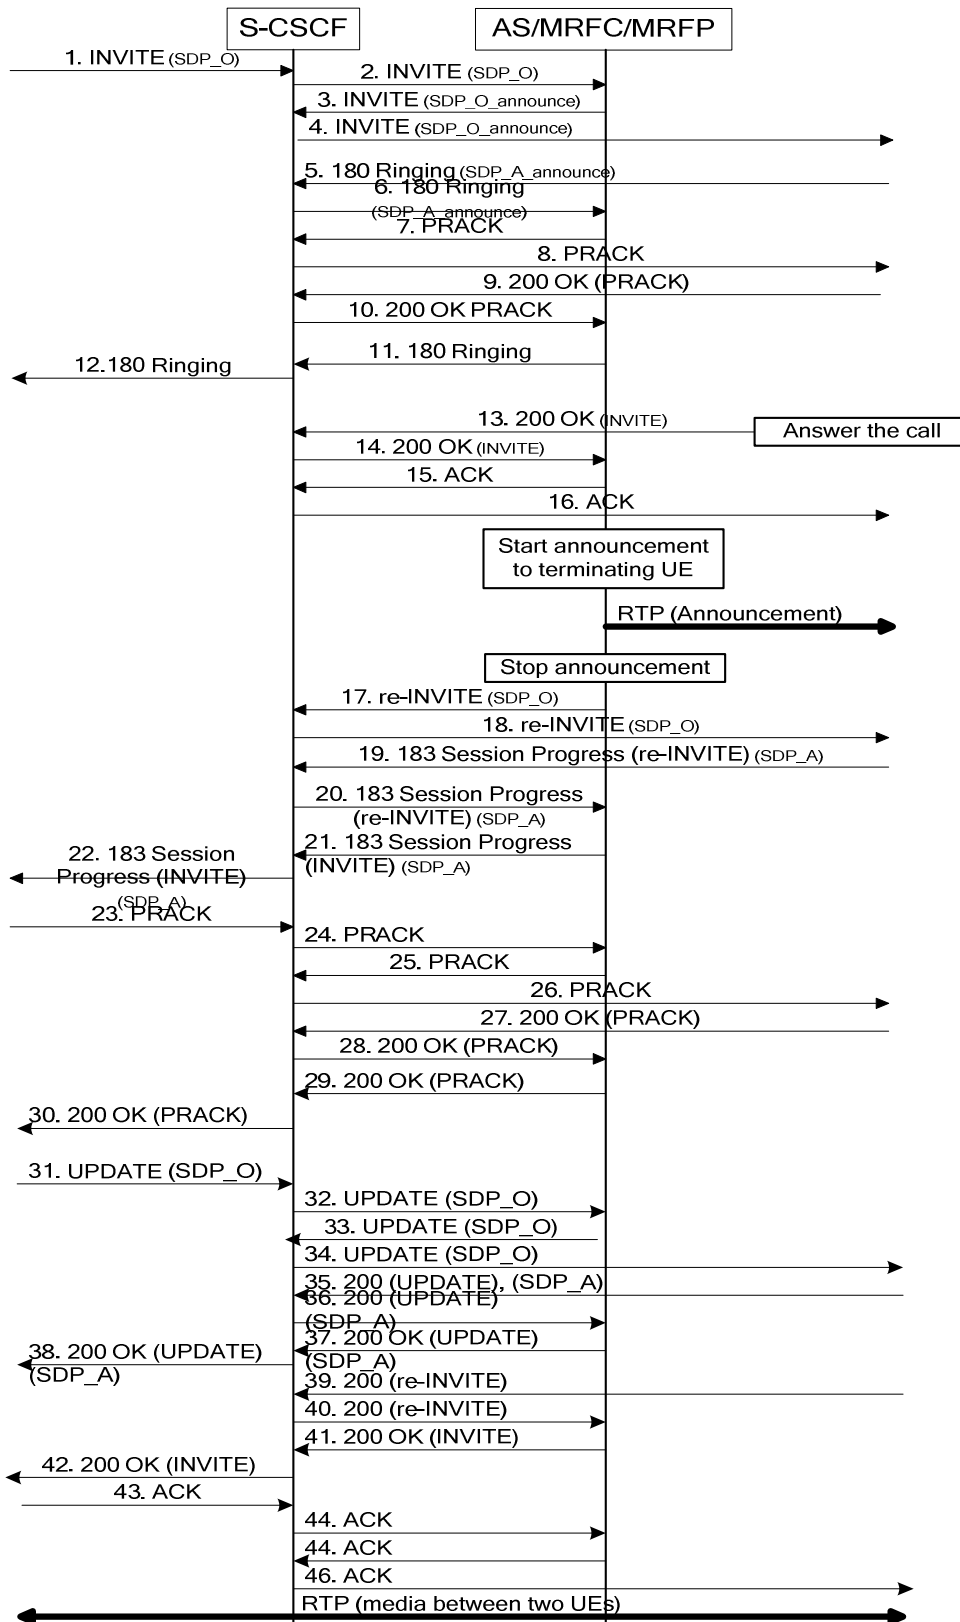 S-CSCF
AS/MRFC/MRFP
1. INVITE (SDP_O)
2. INVITE (SDP_O)
3. INVITE (SDP_O_announce)
4. INVITE (SDP_O_announce)
5. 180 Ringing (SDP_A_announce)
6. 180 Ringing
(SDP_A_announce)
7. PRACK
8. PRACK
9. 200 OK (PRACK)
10. 200 OK PRACK
11. 180 Ringing
12.180 Ringing
13. 200 OK (INVITE)
Answer the call
14. 200 OK (INVITE)
15. ACK
16. ACK
Start announcement
to terminating UE
RTP (Announcement)
Stop announcement
17. re-INVITE (SDP_O)
18. re-INVITE (SDP_O)
19. 183 Session Progress (re-INVITE) (SDP_A)
20. 183 Session Progress
(re-INVITE) (SDP_A)
21. 183 Session Progress
(INVITE) (SDP_A)
22. 183 Session
Progress (INVITE)
(SDP_A)
23. PRACK
24. PRACK
25. PRACK
26. PRACK
27. 200 OK (PRACK)
28. 200 OK (PRACK)
29. 200 OK (PRACK)
30. 200 OK (PRACK)
31. UPDATE (SDP_O)
32. UPDATE (SDP_O)
33. UPDATE (SDP_O)
34. UPDATE (SDP_O)
35. 200 (UPDATE), (SDP_A)
36. 200 (UPDATE)
(SDP_A)
37. 200 OK (UPDATE)
(SDP_A)
38. 200 OK (UPDATE)
(SDP_A)
39. 200 (re-INVITE)
40. 200 (re-INVITE)
41. 200 OK (INVITE)
42. 200 OK (INVITE)
43. ACK
44. ACK
44. ACK
46. ACK
RTP (media between two UEs)